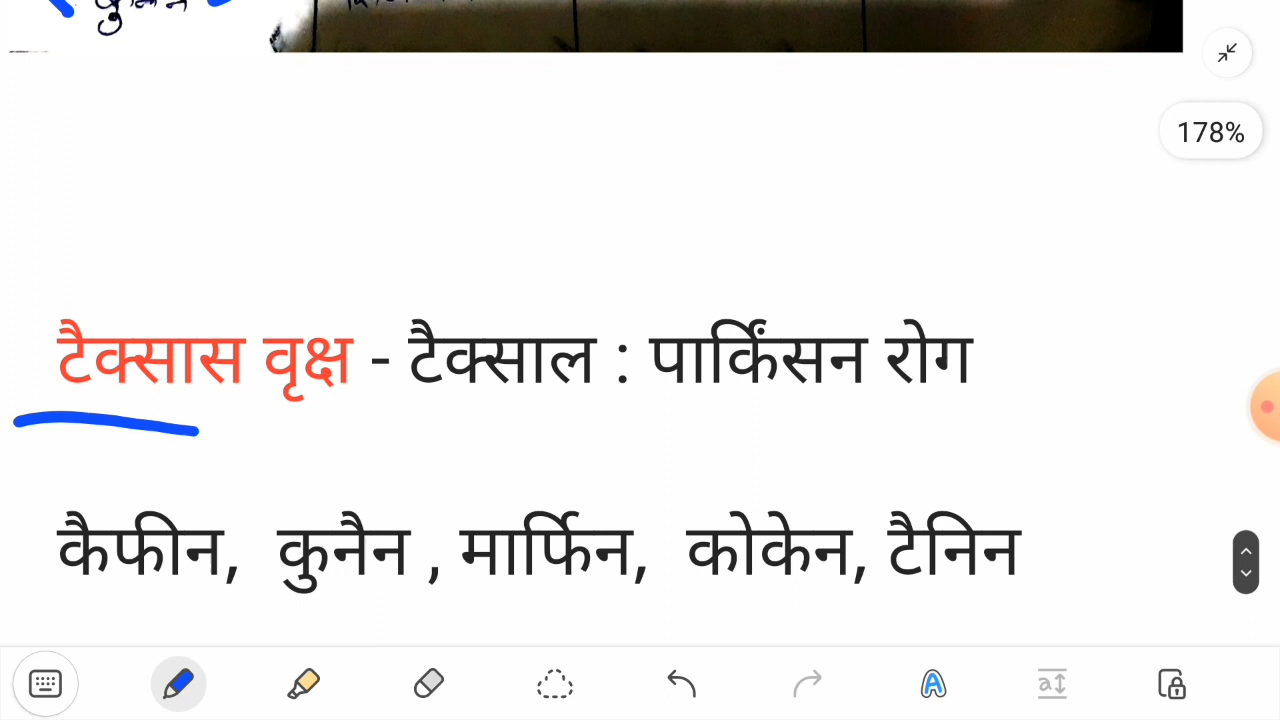 178%
टैक्सास वृक्ष - टैक्साल : पार्किंसन रोग
कैफीन, कुनैन , मार्फिन, कोकेन, टैनिन